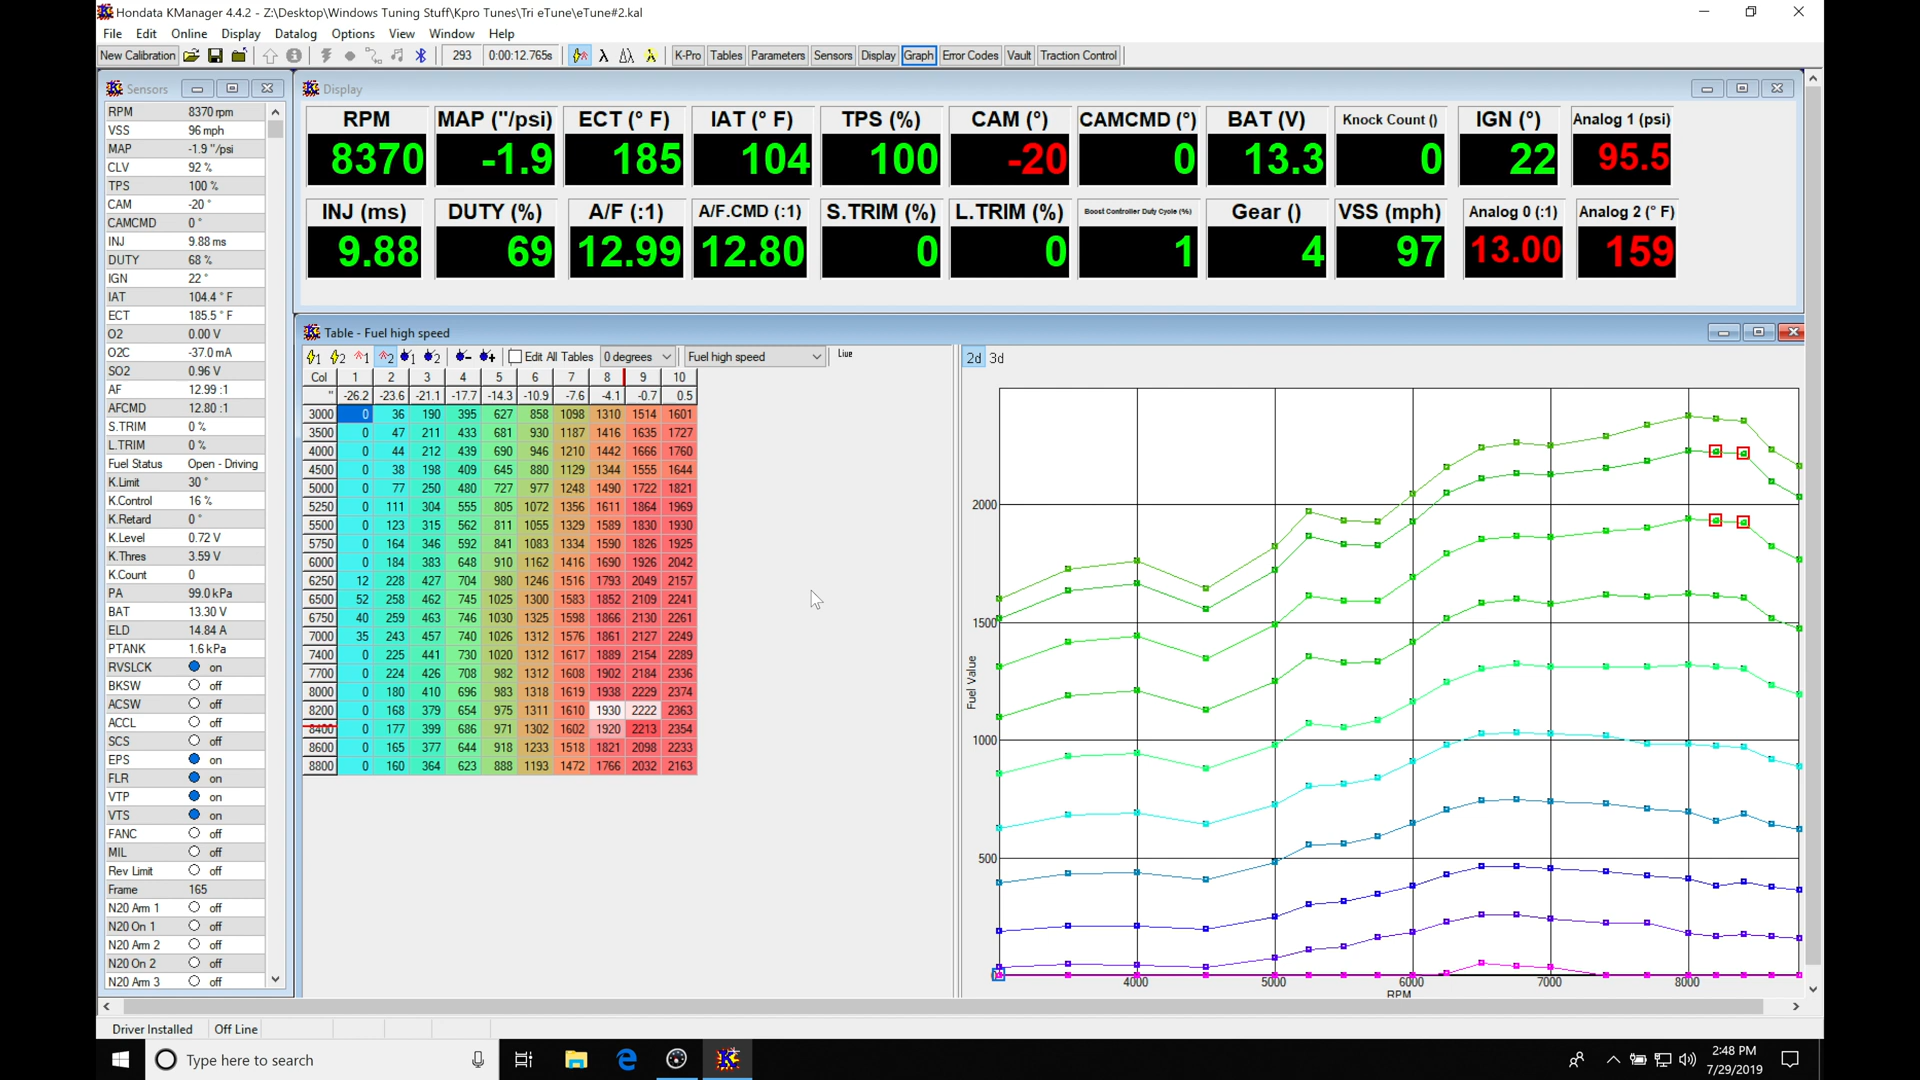 Hondata KManager 4.4.2 - Z:\Desktop\Windows Tuning Stuff\Kpro Tunes\Tri eTune\eTune#2.kal
File Edit Online Display Datalog Options View Window Help
New Calibration 293 0:00:12.765s K-Pro Tables Parameters Sensors Display Graph Error Codes Vault Traction Control
Sensors
RPM 8370 rpm
VSS 96 mph
MAP -1.9 "/psi
CLV 92 %
TPS 100 %
CAM -20 °
CAMCMD 0 °
INJ 9.88 ms
DUTY 68 %
IGN 22 °
IAT 104.4 ° F
ECT 185.5 ° F
O2 0.00 V
O2C -37.0 mA
SO2 0.96 V
AF 12.99 :1
AFCMD 12.80 :1
S.TRIM 0 %
L.TRIM 0 %
Fuel Status Open - Driving
K.Limit 30 °
K.Control 16 %
K.Retard 0 °
K.Level 0.72 V
K.Thres 3.59 V
K.Count 0
PA 99.0 kPa
BAT 13.30 V
ELD 14.84 A
PTANK 1.6 kPa
RVSLCK on
BKSW off
ACSW off
ACCL off
SCS off
EPS on
FLR on
VTP on
VTS on
FANC off
MIL off
Rev Limit off
Frame 165
N20 Arm 1 off
N20 On 1 off
N20 Arm 2 off
N20 On 2 off
N20 Arm 3 off
Display
RPM MAP ("/psi) ECT (° F) IAT (° F) TPS (%) CAM (°) CAMCMD (°) BAT (V) Knock Count () IGN (°) Analog 1 (psi)
8370 -1.9 185 104 100 -20 0 13.3 0 22 95.5
INJ (ms) DUTY (%) A/F (:1) A/F.CMD (:1) S.TRIM (%) L.TRIM (%) Boost Controller Duty Cycle (%) Gear () VSS (mph) Analog 0 (:1) Analog 2 (° F)
9.88 69 12.99 12.80 0 0 1 4 97 13.00 159
Table - Fuel high speed
1 2 1 2 1 2 - + Edit All Tables 0 degrees Fuel high speed Live
Col 1 2 3 4 5 6 7 8 9 10
" -26.2 -23.6 -21.1 -17.7 -14.3 -10.9 -7.6 -4.1 -0.7 0.5
3000 0 36 190 395 627 858 1098 1310 1514 1601
3500 0 47 211 433 681 930 1187 1416 1635 1727
4000 0 44 212 439 690 946 1210 1442 1666 1760
4500 0 38 198 409 645 880 1129 1344 1555 1644
5000 0 77 250 480 727 977 1248 1490 1722 1821
5250 0 111 304 555 805 1072 1356 1611 1864 1969
5500 0 123 315 562 811 1055 1329 1589 1830 1930
5750 0 164 346 592 841 1083 1334 1590 1826 1925
6000 0 184 383 648 910 1162 1416 1690 1926 2042
6250 12 228 427 704 980 1246 1516 1793 2049 2157
6500 52 258 462 745 1025 1300 1583 1852 2109 2241
6750 40 259 463 746 1030 1325 1598 1866 2130 2261
7000 35 243 457 740 1026 1312 1576 1861 2127 2249
7400 0 225 441 730 1020 1312 1617 1889 2154 2289
7700 0 224 426 708 982 1312 1608 1902 2184 2336
8000 0 180 410 696 983 1318 1619 1938 2229 2374
8200 0 168 379 654 975 1311 1610 1930 2222 2363
8400 0 177 399 686 971 1302 1602 1920 2213 2354
8600 0 165 377 644 918 1233 1518 1821 2098 2233
8800 0 160 364 623 888 1193 1472 1766 2032 2163
2d 3d
2000
1500
Fuel Value
1000
500
0
4000 5000 6000 7000 8000
RPM
Driver Installed Off Line
Type here to search
2:48 PM
7/29/2019